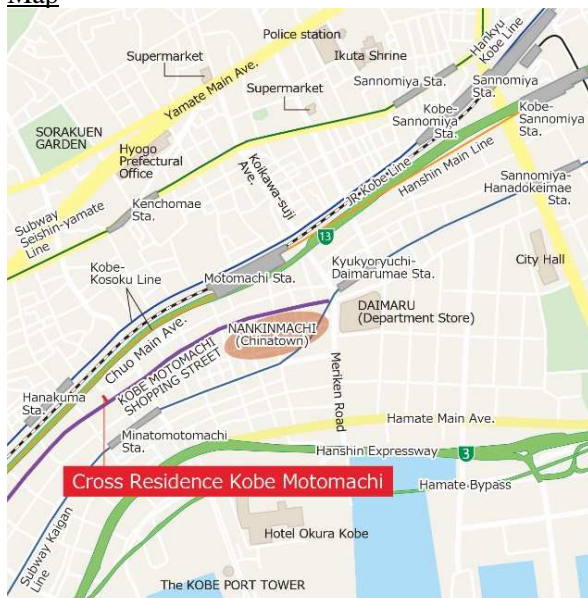 Map
Police station
Ikuta Shrine
Hankyu
Kobe Line
Supermarket
Sannomiya Sta.
Sannomiya
Sta.
Yamate Main Ave.
Supermarket
Kobe-
Sannomiya
Sta.
Kobe-
Sannomiya
Sta.
SORAKUEN
GARDEN
Hyogo
Prefectural
Office
Koikawa-suji
Ave.
JR•Kobe•Line
Hanshin Main Line
Sannomiya-
Hanadokeimae
Sta.
Kenchomae
Sta.
Subway
Seishin-yamate
Line
13
City Hall
Kobe-
Kosoku Line
Motomachi Sta.
Kyukyoryuchi-
Daimarumae Sta.
DAIMARU
(Department Store)
NANKINMACHI
(Chinatown)
Chuo Main Ave.
KOBE MOTOMACHI
SHOPPING STREET
Meriken Road
Hanakuma
Sta.
Hamate Main Ave.
Minatomotomachi
Sta.
Hanshin Expressway
3
Cross Residence Kobe Motomachi
Hamate Bypass
Subway Kaigan
Line
Hotel Okura Kobe
The KOBE PORT TOWER